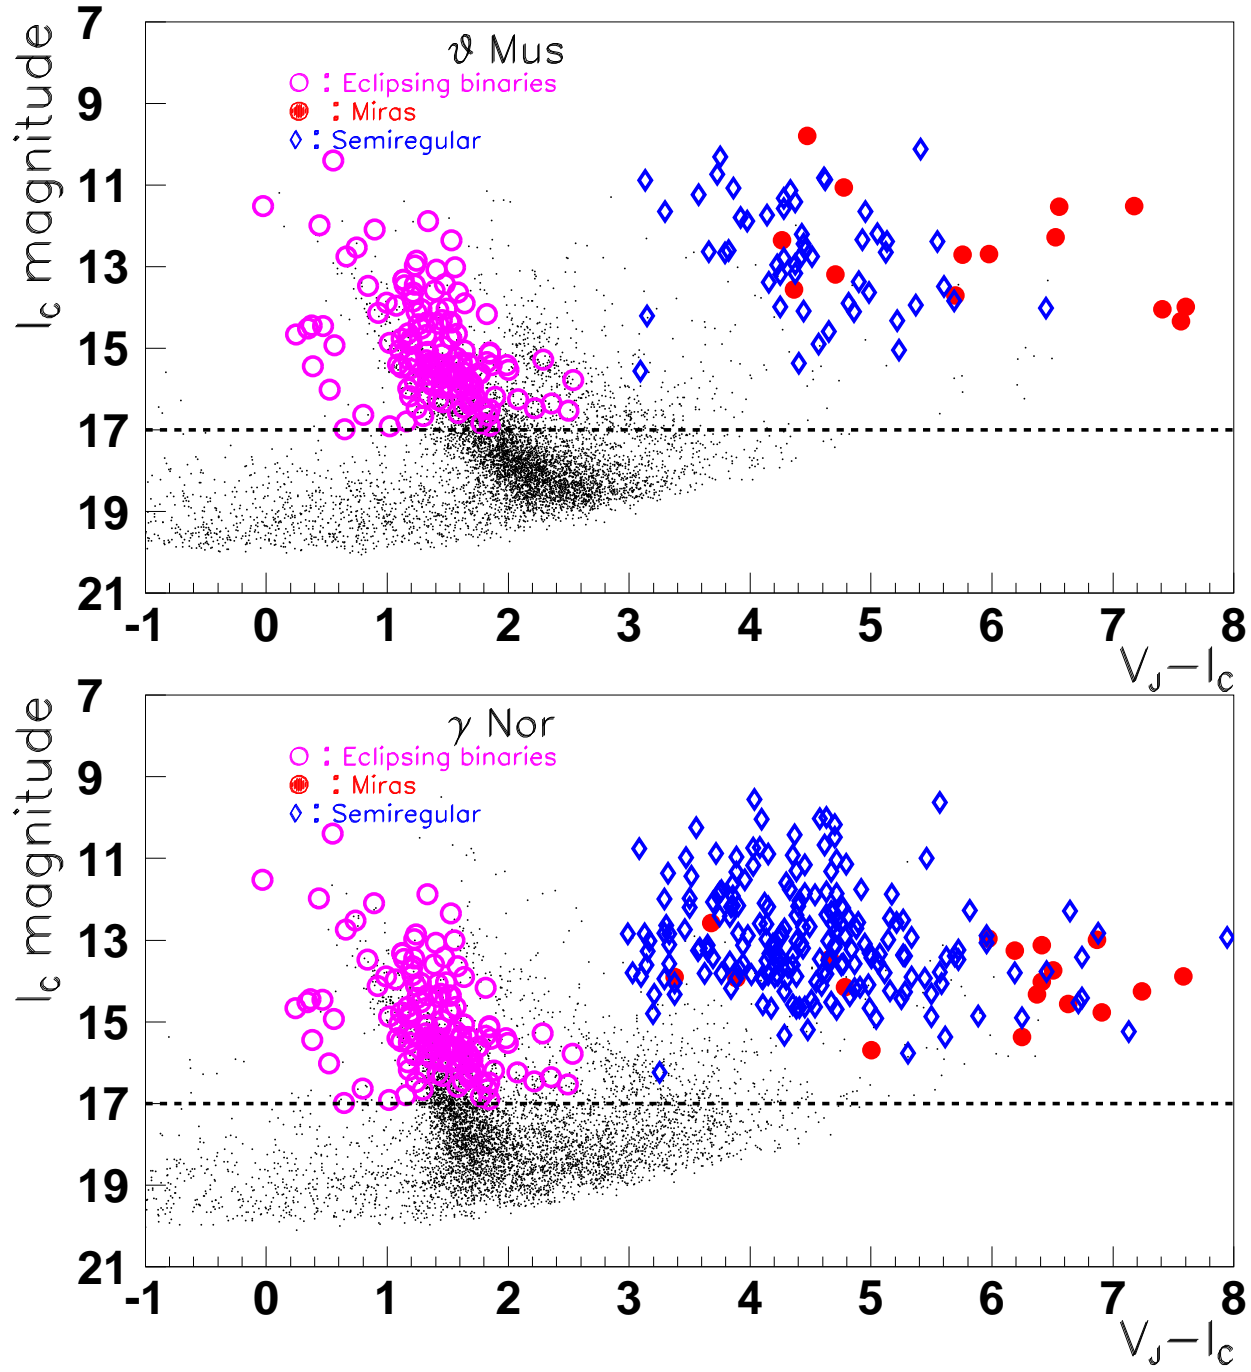 7
ϑ Mus
: Eclipsing binaries
: Miras
: Semiregular
9
11
13
15
17
19
21
I_C magnitude
-1 0 1 2 3 4 5 6 7 8
V_J-I_C
7
γ Nor
: Eclipsing binaries
: Miras
: Semiregular
9
11
13
15
17
19
21
I_C magnitude
-1 0 1 2 3 4 5 6 7 8
V_J-I_C